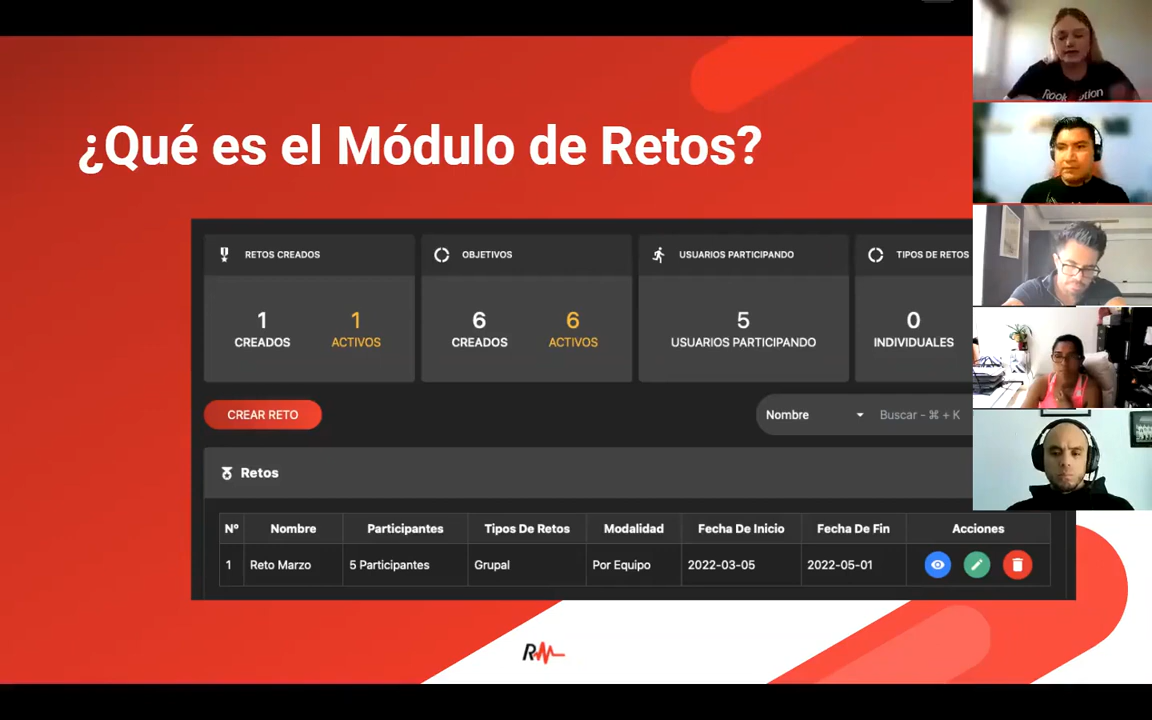 ¿Qué es el Módulo de Retos?
RETOS CREADOS
OBJETIVOS
USUARIOS PARTICIPANDO
TIPOS DE RETOS
1
CREADOS
1
ACTIVOS
6
CREADOS
6
ACTIVOS
5
USUARIOS PARTICIPANDO
0
INDIVIDUALES
CREAR RETO
Nombre
Buscar - ⌘ + K
Retos
Nº Nombre Participantes Tipos De Retos Modalidad Fecha De Inicio Fecha De Fin Acciones
1 Reto Marzo 5 Participantes Grupal Por Equipo 2022-03-05 2022-05-01